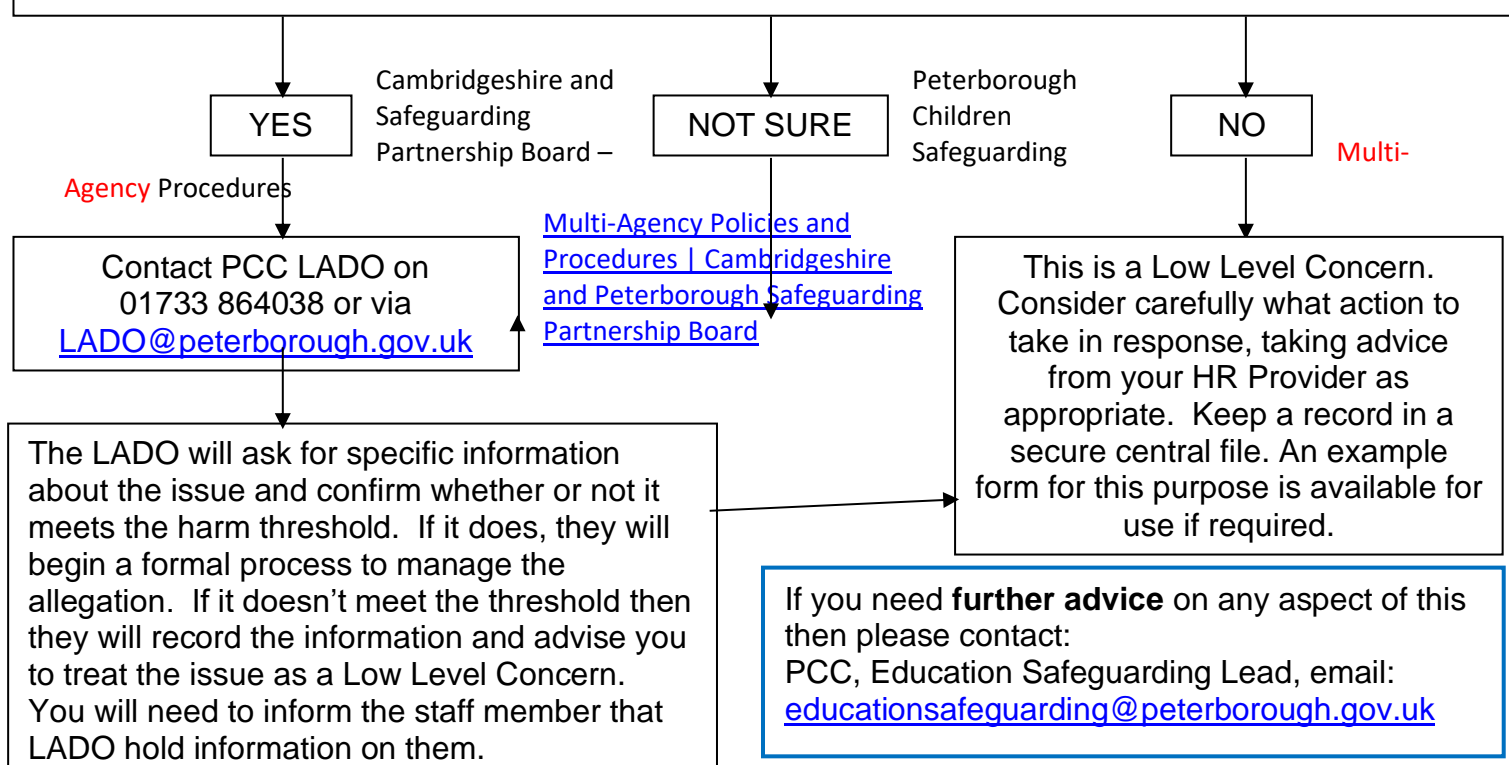 Cambridgeshire and
Safeguarding
Partnership Board –
Peterborough
Children
Safeguarding
YES
NOT SURE
NO
Multi-
Agency Procedures
Multi-Agency Policies and
Procedures | Cambridgeshire
and Peterborough Safeguarding
Partnership Board
Contact PCC LADO on
01733 864038 or via
LADO@peterborough.gov.uk
This is a Low Level Concern.
Consider carefully what action to
take in response, taking advice
from your HR Provider as
appropriate.  Keep a record in a
secure central file. An example
form for this purpose is available for
use if required.
The LADO will ask for specific information
about the issue and confirm whether or not it
meets the harm threshold.  If it does, they will
begin a formal process to manage the
allegation.  If it doesn’t meet the threshold then
they will record the information and advise you
to treat the issue as a Low Level Concern.
You will need to inform the staff member that
LADO hold information on them.
If you need further advice on any aspect of this
then please contact:
PCC, Education Safeguarding Lead, email:
educationsafeguarding@peterborough.gov.uk